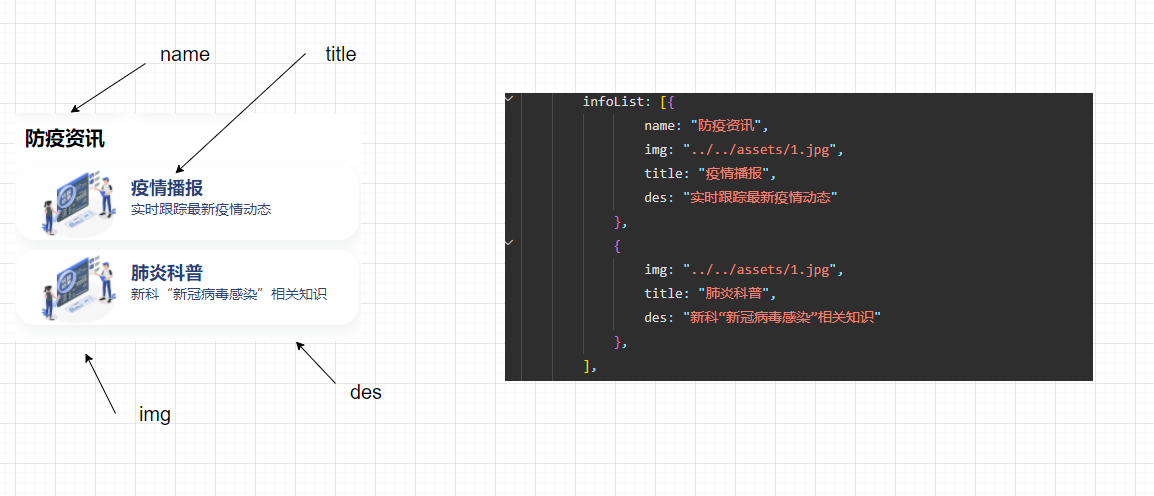 name
title
防疫资讯
疫情播报
实时跟踪最新疫情动态
肺炎科普
新科“新冠病毒感染”相关知识
des
img
infoList: [{
name: "防疫资讯",
img: "../../assets/1.jpg",
title: "疫情播报",
des: "实时跟踪最新疫情动态"
},
{
img: "../../assets/1.jpg",
title: "肺炎科普",
des: "新科“新冠病毒感染”相关知识"
},
],